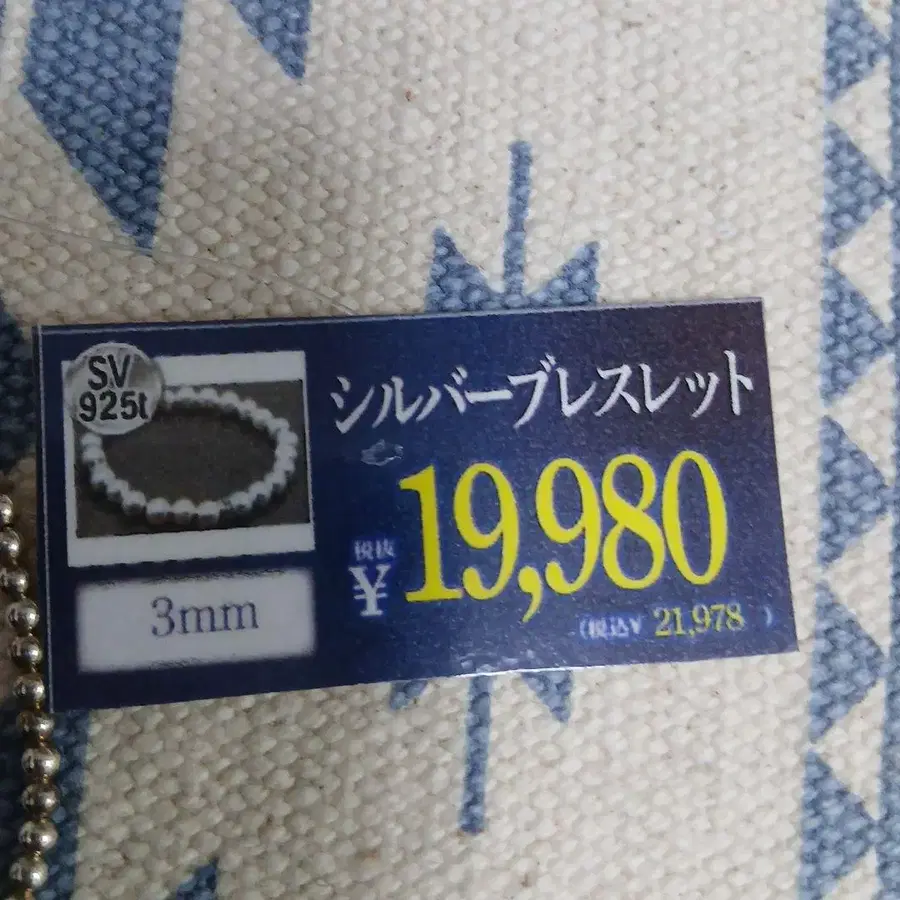 SV
925t
シルバーブレスレット
税抜
¥19,980
3mm
(税込¥ 21,978 )